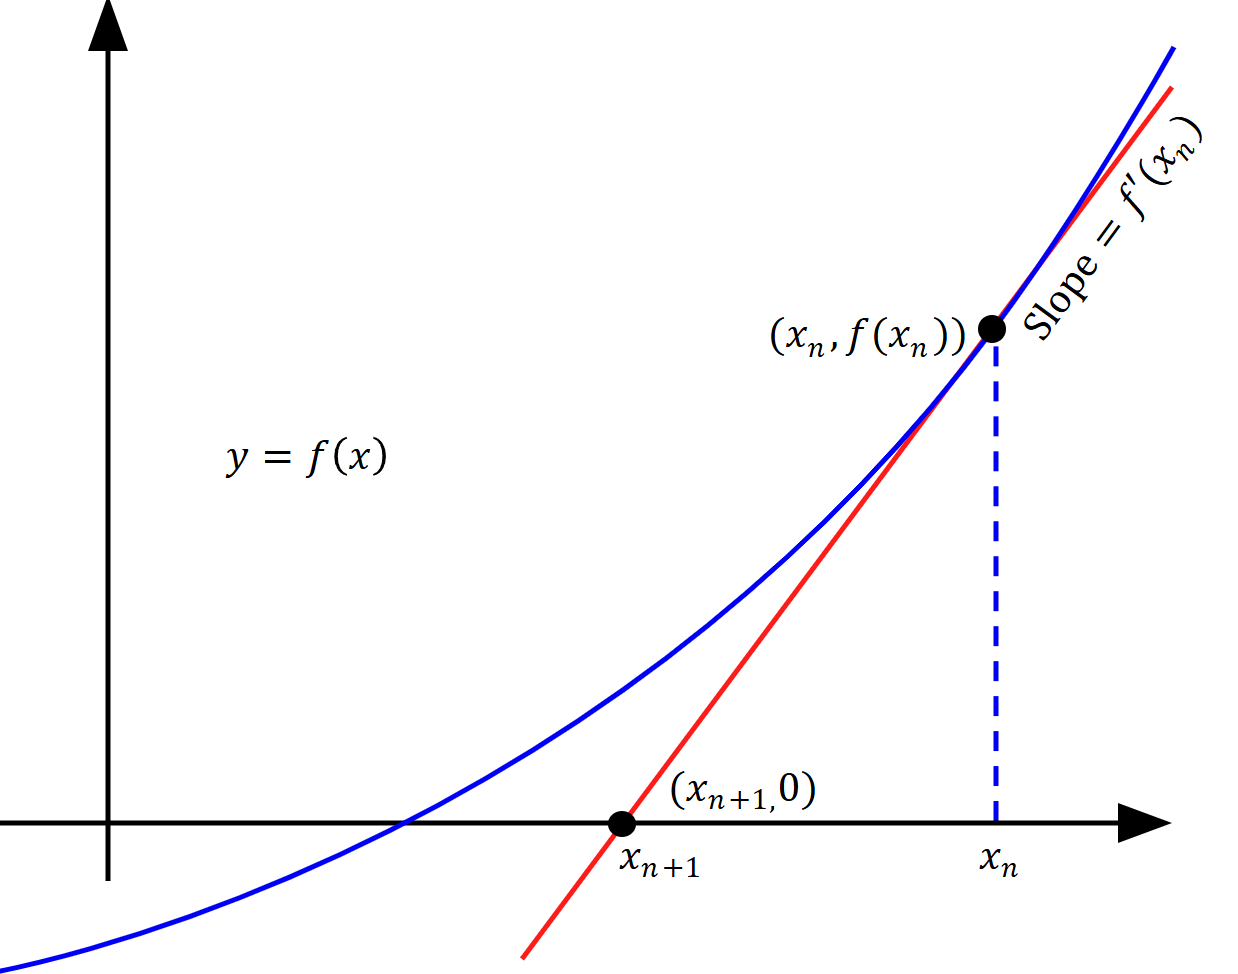 Slope = f′(xₙ)
(xₙ, f(xₙ))
y = f(x)
(xₙ₊₁,0)
xₙ₊₁
xₙ